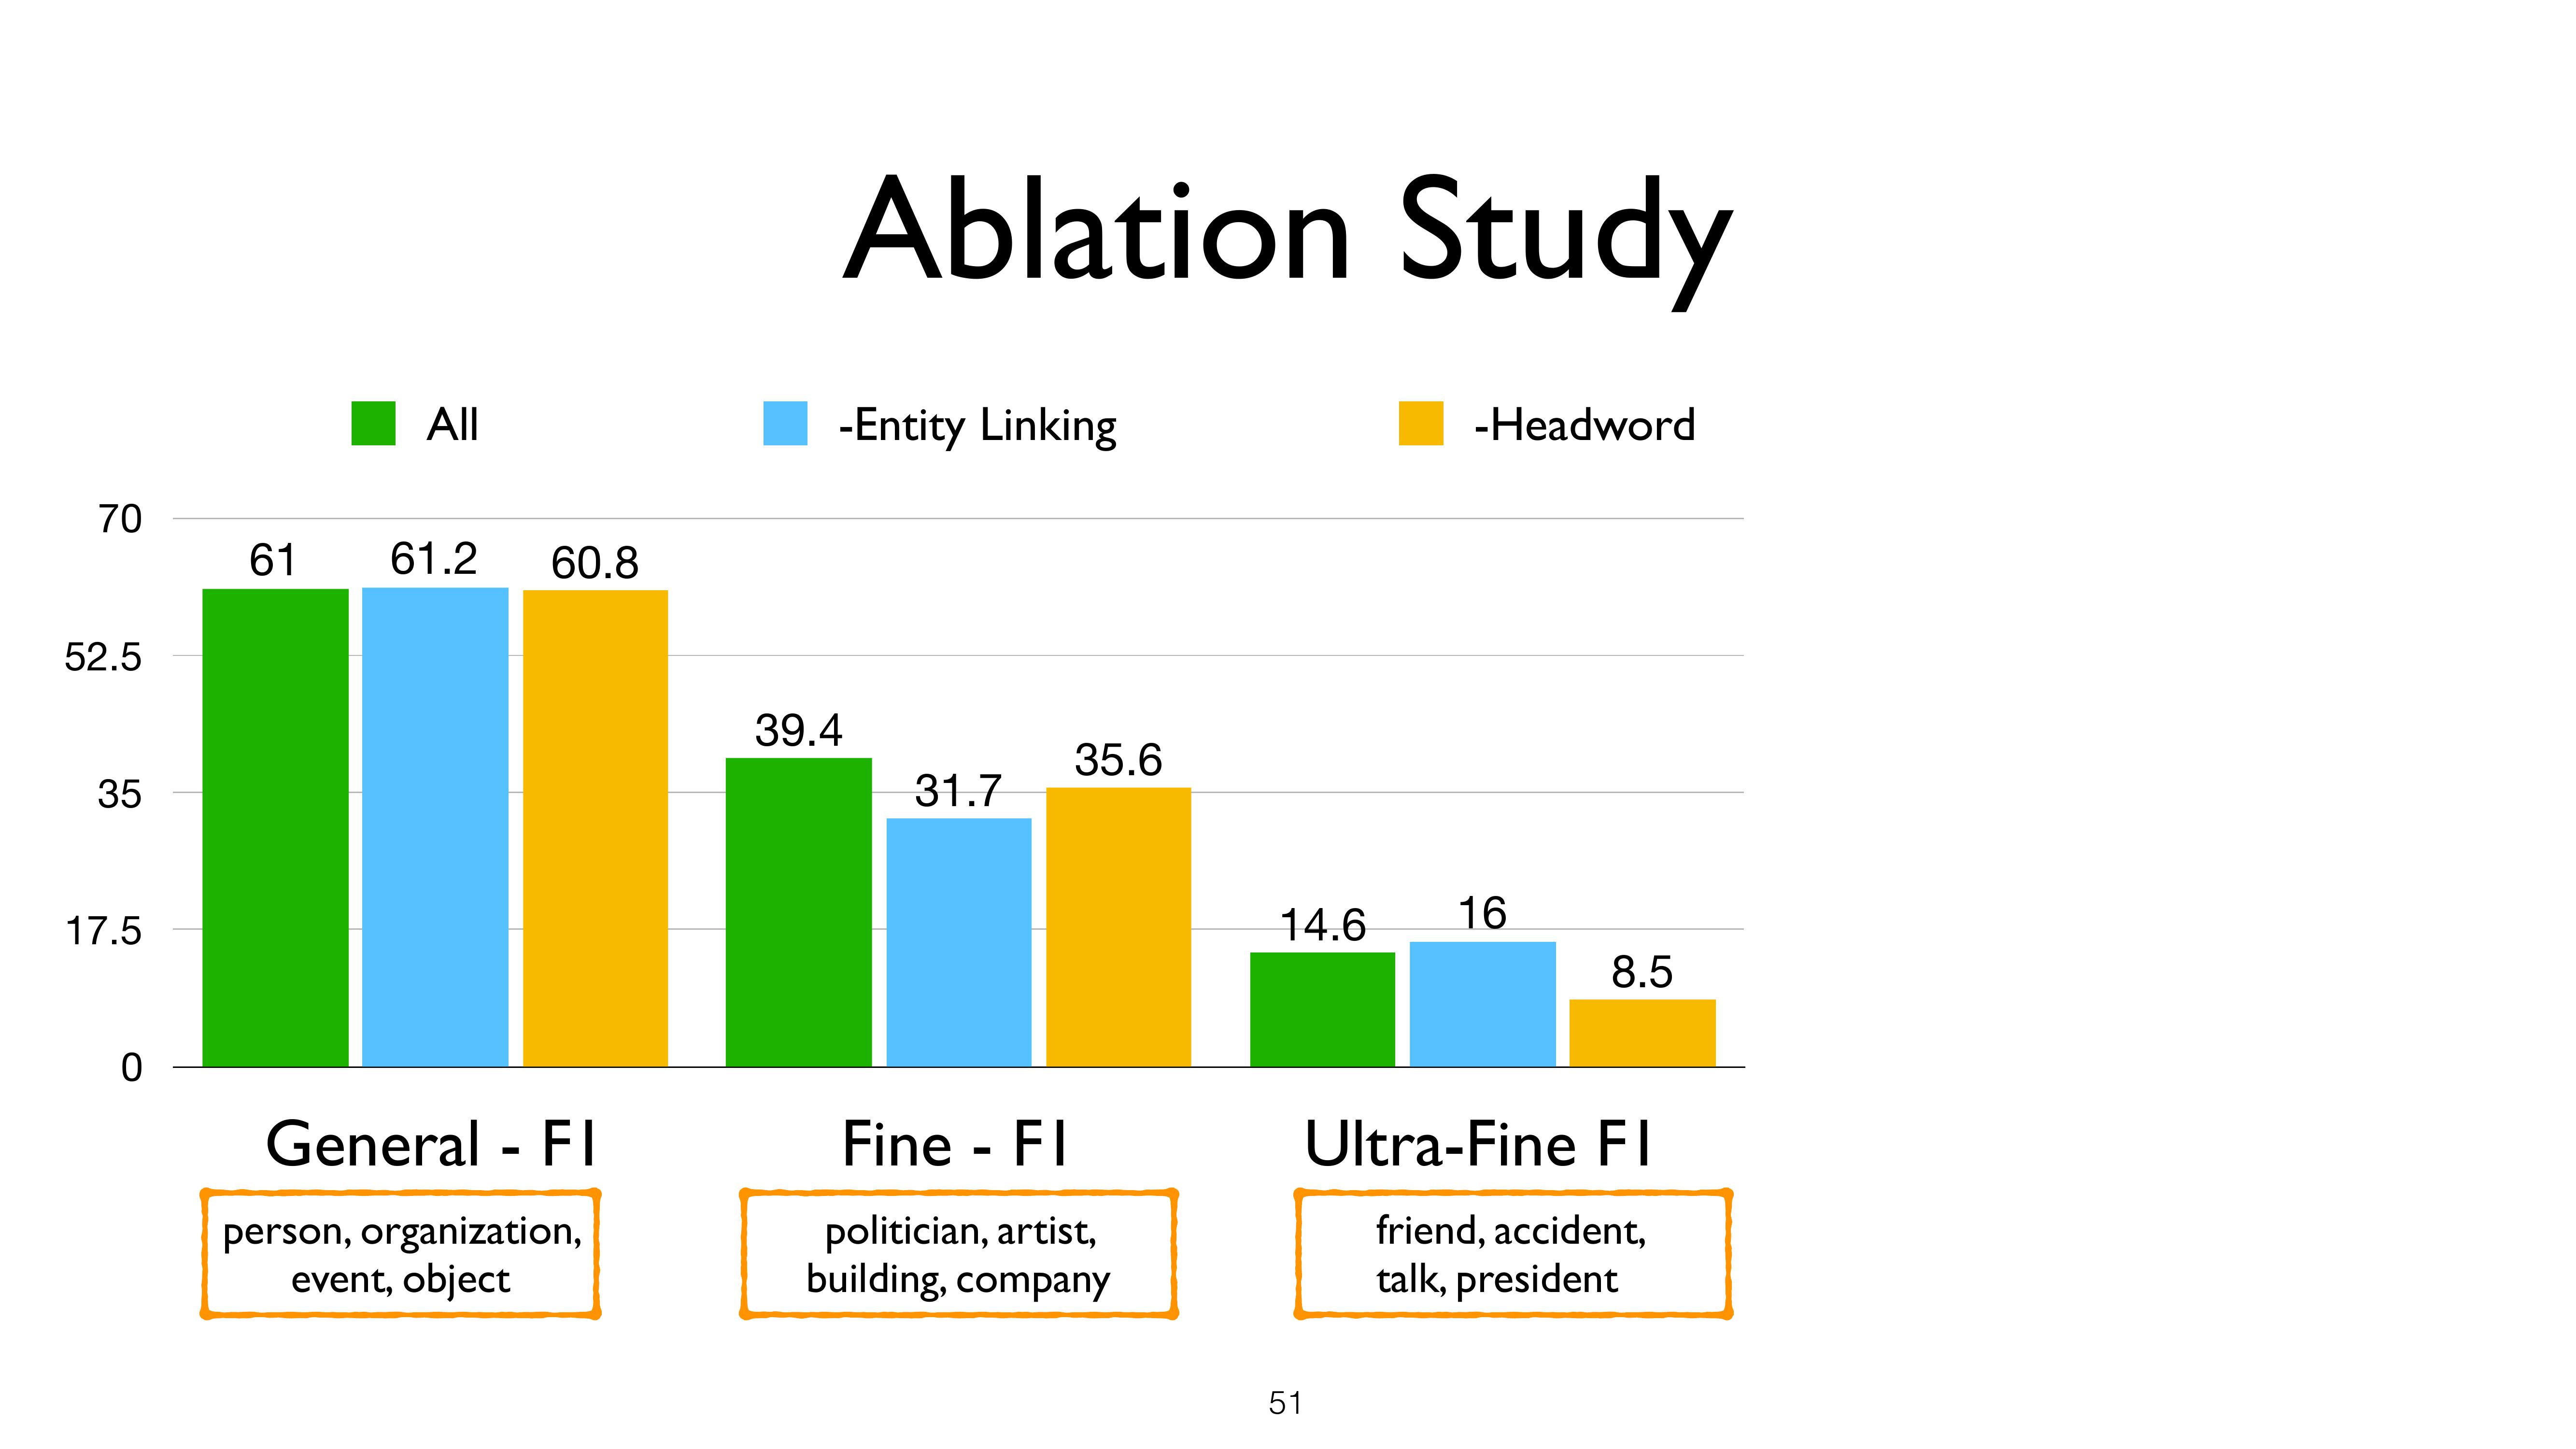 Ablation Study
All
-Entity Linking
-Headword
70
52.5
35
17.5
0
61
61.2
60.8
39.4
31.7
35.6
14.6
16
8.5
General - F1
Fine - F1
Ultra-Fine F1
person, organization,
event, object
politician, artist,
building, company
friend, accident,
talk, president
51